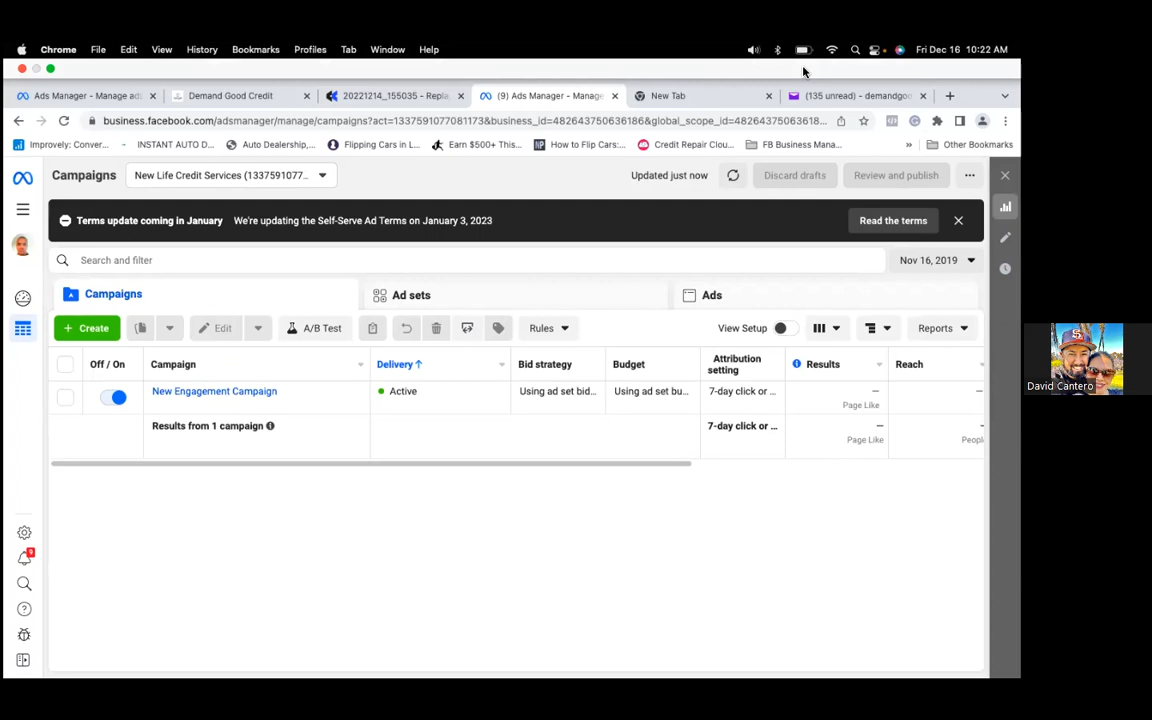 Chrome File Edit View History Bookmarks Profiles Tab Window Help Fri Dec 16 10:22 AM
Ads Manager - Manage ad Demand Good Credit 20221214_155035 - Repla (9) Ads Manager - Manage New Tab (135 unread) - demandgoo
business.facebook.com/adsmanager/manage/campaigns?act=1337591077081173&business_id=482643750636186&global_scope_id=48264375063618...
Improvely: Conver... INSTANT AUTO D... Auto Dealership,... Flipping Cars in L... Earn $500+ This... How to Flip Cars:... Credit Repair Clou... FB Business Mana... » Other Bookmarks
Campaigns New Life Credit Services (1337591077... Updated just now Discard drafts Review and publish
Terms update coming in January We're updating the Self-Serve Ad Terms on January 3, 2023 Read the terms
Search and filter Nov 16, 2019
Campaigns Ad sets Ads
+ Create Edit A/B Test Rules View Setup Reports
Off / On Campaign Delivery ↑ Bid strategy Budget Attribution setting Results Reach
New Engagement Campaign Active Using ad set bid... Using ad set bu... 7-day click or ... — —
Page Like
Results from 1 campaign 7-day click or ... —
Page Like Peopl
9
David Cantero